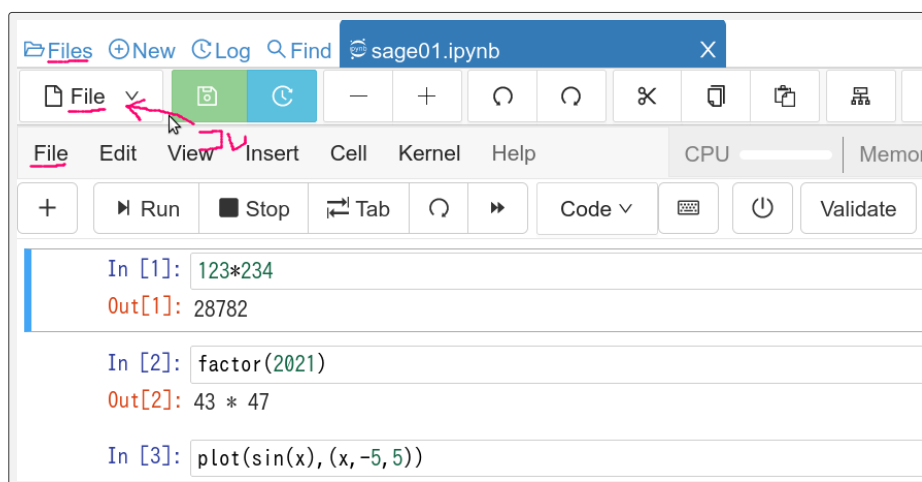 Files New Log Find sage01.ipynb X
File
コレ
File Edit View Insert Cell Kernel Help CPU Memor
+ Run Stop Tab Code Validate
In [1]: 123*234
Out[1]: 28782
In [2]: factor(2021)
Out[2]: 43 * 47
In [3]: plot(sin(x),(x,-5,5))